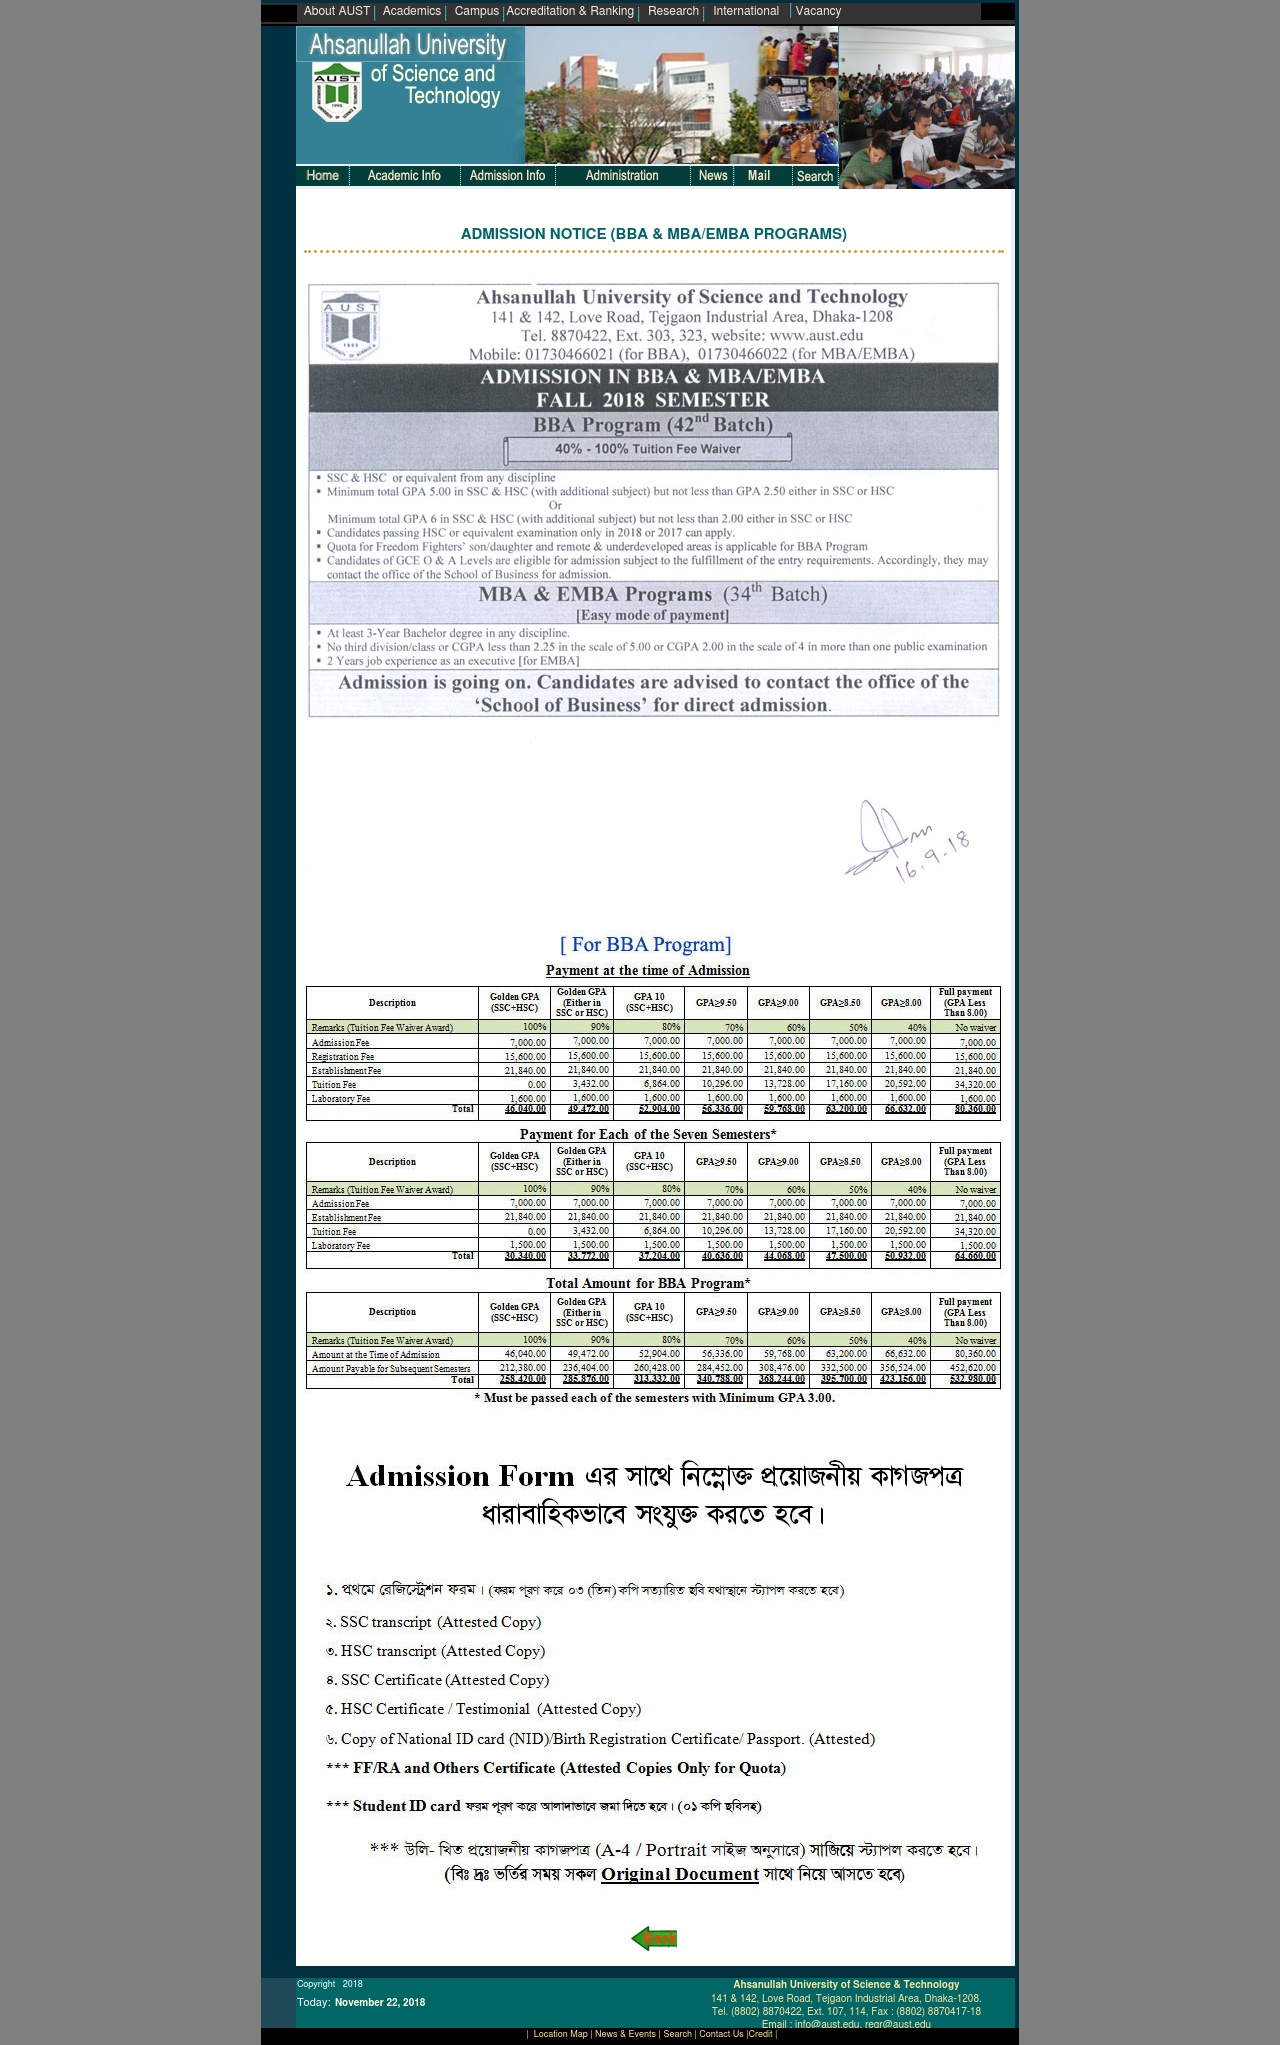 About AUST | Academics | Campus | Accreditation & Ranking | Research | International | Vacancy
Ahsanullah University
of Science and
Technology
AUST
Home Academic Info Admission Info Administration News Mail Search
ADMISSION NOTICE (BBA & MBA/EMBA PROGRAMS)
AUST
Ahsanullah University of Science and Technology
141 & 142, Love Road, Tejgaon Industrial Area, Dhaka-1208
Tel. 8870422, Ext. 303, 323, website: www.aust.edu
Mobile: 01730466021 (for BBA), 01730466022 (for MBA/EMBA)
ADMISSION IN BBA & MBA/EMBA
FALL 2018 SEMESTER
BBA Program (42nd Batch)
40% - 100% Tuition Fee Waiver
▪ SSC & HSC or equivalent from any discipline
▪ Minimum total GPA 5.00 in SSC & HSC (with additional subject) but not less than GPA 2.50 either in SSC or HSC
Or
Minimum total GPA 6 in SSC & HSC (with additional subject) but not less than 2.00 either in SSC or HSC
▪ Candidates passing HSC or equivalent examination only in 2018 or 2017 can apply.
▪ Quota for Freedom Fighters' son/daughter and remote & underdeveloped areas is applicable for BBA Program
▪ Candidates of GCE O & A Levels are eligible for admission subject to the fulfillment of the entry requirements. Accordingly, they may
contact the office of the School of Business for admission.
MBA & EMBA Programs (34th Batch)
[Easy mode of payment]
▪ At least 3-Year Bachelor degree in any discipline.
▪ No third division/class or CGPA less than 2.25 in the scale of 5.00 or CGPA 2.00 in the scale of 4 in more than one public examination
▪ 2 Years job experience as an executive [for EMBA]
Admission is going on. Candidates are advised to contact the office of the
'School of Business' for direct admission.
16.9.18
[ For BBA Program]
Payment at the time of Admission
Description Golden GPA (SSC+HSC) Golden GPA (Either in SSC or HSC) GPA 10 (SSC+HSC) GPA≥9.50 GPA≥9.00 GPA≥8.50 GPA≥8.00 Full payment (GPA Less Than 8.00)
Remarks (Tuition Fee Waiver Award) 100% 90% 80% 70% 60% 50% 40% No waiver
Admission Fee 7,000.00 7,000.00 7,000.00 7,000.00 7,000.00 7,000.00 7,000.00 7,000.00
Registration Fee 15,600.00 15,600.00 15,600.00 15,600.00 15,600.00 15,600.00 15,600.00 15,600.00
Establishment Fee 21,840.00 21,840.00 21,840.00 21,840.00 21,840.00 21,840.00 21,840.00 21,840.00
Tuition Fee 0.00 3,432.00 6,864.00 10,296.00 13,728.00 17,160.00 20,592.00 34,320.00
Laboratory Fee 1,600.00 1,600.00 1,600.00 1,600.00 1,600.00 1,600.00 1,600.00 1,600.00
Total 46,040.00 49,472.00 52,904.00 56,336.00 59,768.00 63,200.00 66,632.00 80,360.00
Payment for Each of the Seven Semesters*
Description Golden GPA (SSC+HSC) Golden GPA (Either in SSC or HSC) GPA 10 (SSC+HSC) GPA≥9.50 GPA≥9.00 GPA≥8.50 GPA≥8.00 Full payment (GPA Less Than 8.00)
Remarks (Tuition Fee Waiver Award) 100% 90% 80% 70% 60% 50% 40% No waiver
Admission Fee 7,000.00 7,000.00 7,000.00 7,000.00 7,000.00 7,000.00 7,000.00 7,000.00
Establishment Fee 21,840.00 21,840.00 21,840.00 21,840.00 21,840.00 21,840.00 21,840.00 21,840.00
Tuition Fee 0.00 3,432.00 6,864.00 10,296.00 13,728.00 17,160.00 20,592.00 34,320.00
Laboratory Fee 1,500.00 1,500.00 1,500.00 1,500.00 1,500.00 1,500.00 1,500.00 1,500.00
Total 30,340.00 33,772.00 37,204.00 40,636.00 44,068.00 47,500.00 50,932.00 64,660.00
Total Amount for BBA Program*
Description Golden GPA (SSC+HSC) Golden GPA (Either in SSC or HSC) GPA 10 (SSC+HSC) GPA≥9.50 GPA≥9.00 GPA≥8.50 GPA≥8.00 Full payment (GPA Less Than 8.00)
Remarks (Tuition Fee Waiver Award) 100% 90% 80% 70% 60% 50% 40% No waiver
Amount at the Time of Admission 46,040.00 49,472.00 52,904.00 56,336.00 59,768.00 63,200.00 66,632.00 80,360.00
Amount Payable for Subsequent Semesters 212,380.00 236,404.00 260,428.00 284,452.00 308,476.00 332,500.00 356,524.00 452,620.00
Total 258,420.00 285,876.00 313,332.00 340,788.00 368,244.00 395,700.00 423,156.00 532,980.00
* Must be passed each of the semesters with Minimum GPA 3.00.
Admission Form এর সাথে নিম্নোক্ত প্রয়োজনীয় কাগজপত্র
ধারাবাহিকভাবে সংযুক্ত করতে হবে।
১. প্রথমে রেজিস্ট্রেশন ফরম। (ফরম পূরণ করে ০৩ (তিন) কপি সত্যায়িত ছবি যথাস্থানে স্ট্যাপল করতে হবে)
২. SSC transcript (Attested Copy)
৩. HSC transcript (Attested Copy)
৪. SSC Certificate (Attested Copy)
৫. HSC Certificate / Testimonial (Attested Copy)
৬. Copy of National ID card (NID)/Birth Registration Certificate/ Passport. (Attested)
*** FF/RA and Others Certificate (Attested Copies Only for Quota)
*** Student ID card ফরম পূরণ করে আলাদাভাবে জমা দিতে হবে। (০১ কপি ছবিসহ)
*** উলি- খিত প্রয়োজনীয় কাগজপত্র (A-4 / Portrait সাইজ অনুসারে) সাজিয়ে স্ট্যাপল করতে হবে।
(বিঃ দ্রঃ ভর্তির সময় সকল Original Document সাথে নিয়ে আসতে হবে)
Back
Copyright 2018
Today: November 22, 2018
Ahsanullah University of Science & Technology
141 & 142, Love Road, Tejgaon Industrial Area, Dhaka-1208.
Tel. (8802) 8870422, Ext. 107, 114, Fax : (8802) 8870417-18
Email : info@aust.edu, regr@aust.edu
| Location Map | News & Events | Search | Contact Us |Credit |